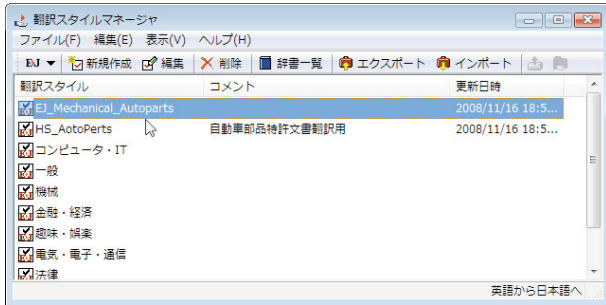 翻訳スタイルマネージャ
ファイル(F) 編集(E) 表示(V) ヘルプ(H)
EJ 新規作成 編集 削除 辞書一覧 エクスポート インポート
翻訳スタイル コメント 更新日時
EJ_Mechanical_Autoparts 2008/11/16 18:5...
HS_AotoPerts 自動車部品特許文書翻訳用 2008/11/16 18:5...
コンピュータ・IT
一般
機械
金融・経済
趣味・娯楽
電気・電子・通信
法律
英語から日本語へ